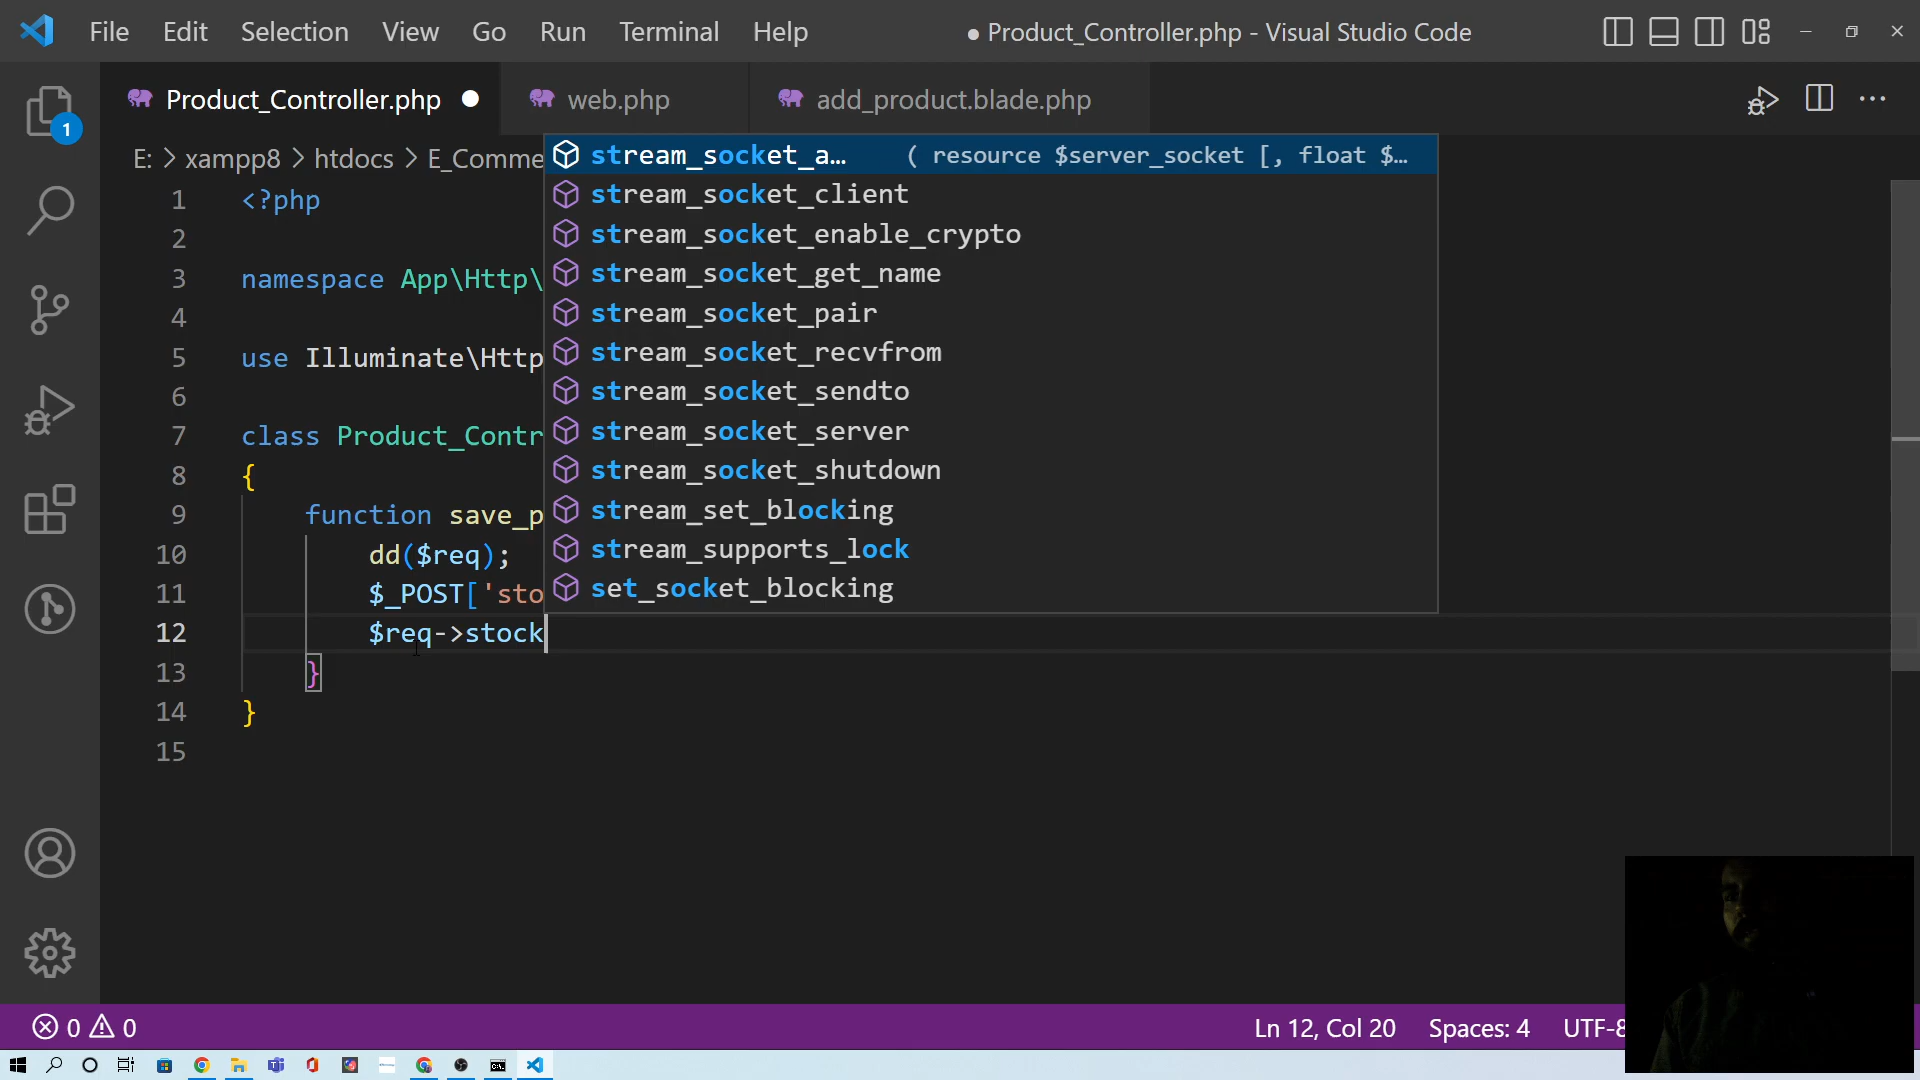 File Edit Selection View Go Run Terminal Help ● Product_Controller.php - Visual Studio Code
Product_Controller.php ● web.php add_product.blade.php
1
E: > xampp8 > htdocs > E_Comme
stream_socket_a... ( resource $server_socket [, float $...
stream_socket_client
stream_socket_enable_crypto
stream_socket_get_name
stream_socket_pair
stream_socket_recvfrom
stream_socket_sendto
stream_socket_server
stream_socket_shutdown
stream_set_blocking
stream_supports_lock
set_socket_blocking
1 <?php
2
3 namespace App\Http\
4
5 use Illuminate\Http
6
7 class Product_Contr
8 {
9 function save_p
10 dd($req);
11 $_POST['sto
12 $req->stock
13 }
14 }
15
0 0 Ln 12, Col 20 Spaces: 4 UTF-8